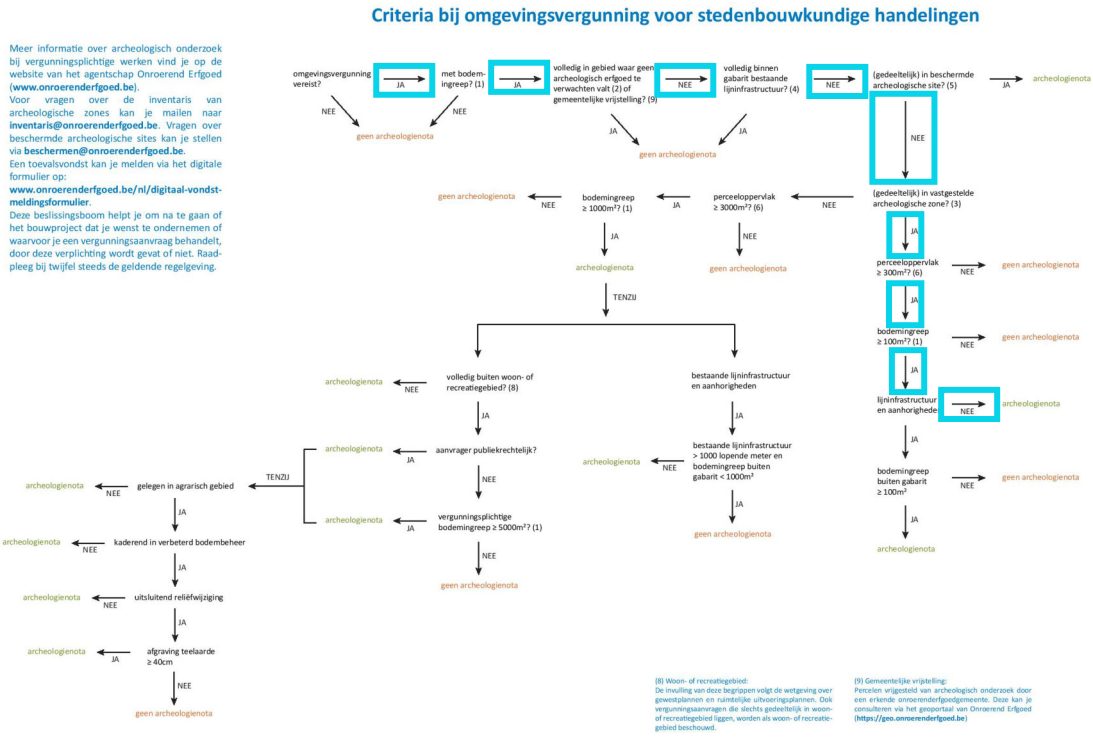 Criteria bij omgevingsvergunning voor stedenbouwkundige handelingen
Meer informatie over archeologisch onderzoek
bij vergunningsplichtige werken vind je op de
website van het agentschap Onroerend Erfgoed
(www.onroerenderfgoed.be).
Voor vragen over de inventaris van
archeologische zones kan je mailen naar
inventaris@onroerenderfgoed.be. Vragen over
beschermde archeologische sites kan je stellen
via beschermen@onroerenderfgoed.be.
Een toevalsvondst kan je melden via het digitale
formulier op:
www.onroerenderfgoed.be/nl/digitaal-vondst-
meldingsformulier.
Deze beslissingsboom helpt je om na te gaan of
het bouwproject dat je wenst te ondernemen of
waarvoor je een vergunningsaanvraag behandelt,
door deze verplichting wordt gevat of niet. Raad-
pleeg bij twijfel steeds de geldende regelgeving.
omgevingsvergunning
vereist?
JA
NEE
met bodem-
ingreep? (1)
JA
NEE
geen archeologienota
volledig in gebied waar geen
archeologisch erfgoed te
verwachten valt (2) of
gemeentelijke vrijstelling? (9)
NEE
JA
volledig binnen
gabarit bestaande
lijninfrastructuur? (4)
NEE
JA
geen archeologienota
(gedeeltelijk) in beschermde
archeologische site? (5)
JA
archeologienota
NEE
(gedeeltelijk) in vastgestelde
archeologische zone? (3)
NEE
perceeloppervlak
≥ 3000m²? (6)
JA
bodemingreep
≥ 1000m²? (1)
NEE
geen archeologienota
NEE
geen archeologienota
JA
archeologienota
TENZIJ
JA
perceeloppervlak
≥ 300m²? (6)
NEE
geen archeologienota
JA
bodemingreep
≥ 100m²? (1)
NEE
geen archeologienota
JA
lijninfrastructuur
en aanhorighede
NEE
archeologienota
JA
bodemingreep
buiten gabarit
≥ 100m²
NEE
geen archeologienota
JA
archeologienota
volledig buiten woon- of
recreatiegebied? (8)
NEE
archeologienota
JA
aanvrager publiekrechtelijk?
JA
archeologienota
NEE
vergunningsplichtige
bodemingreep ≥ 5000m²? (1)
JA
archeologienota
NEE
geen archeologienota
bestaande lijninfrastructuur
en aanhorigheden
JA
bestaande lijninfrastructuur
> 1000 lopende meter en
bodemingreep buiten
gabarit < 1000m²
NEE
archeologienota
JA
geen archeologienota
TENZIJ
gelegen in agrarisch gebied
NEE
archeologienota
JA
kaderend in verbeterd bodembeheer
NEE
archeologienota
JA
uitsluitend reliëfwijziging
NEE
archeologienota
JA
afgraving teelaarde
≥ 40cm
JA
archeologienota
NEE
geen archeologienota
(8) Woon- of recreatiegebied:
De invulling van deze begrippen volgt de wetgeving over
gewestplannen en ruimtelijke uitvoeringsplannen. Ook
vergunningsaanvragen die slechts gedeeltelijk in woon-
of recreatiegebied liggen, worden als woon- of recreatie-
gebied beschouwd.
(9) Gemeentelijke vrijstelling:
Percelen vrijgesteld van archeologisch onderzoek door
een erkende onroerenderfgoedgemeente. Deze kan je
consulteren via het geoportaal van Onroerend Erfgoed
(https://geo.onroerenderfgoed.be)